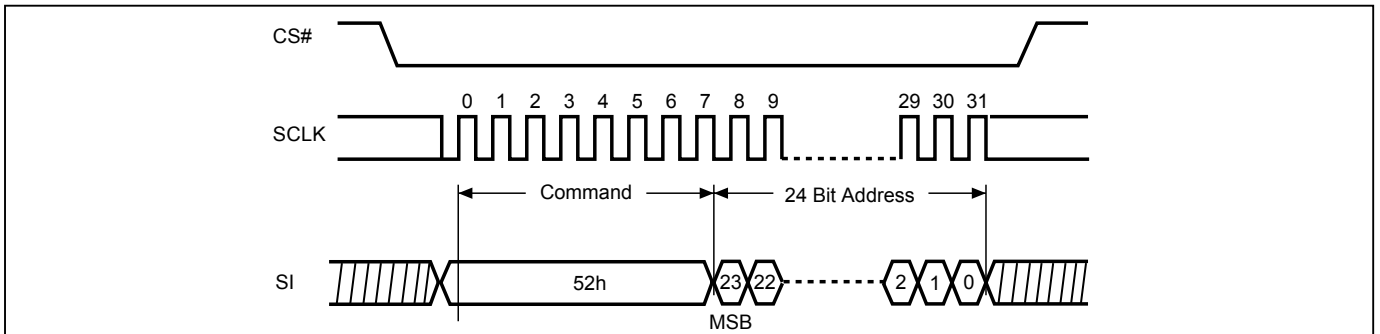 CS#
0 1 2 3 4 5 6 7 8 9 29 30 31
SCLK
Command 24 Bit Address
SI 52h 23 22 2 1 0
MSB